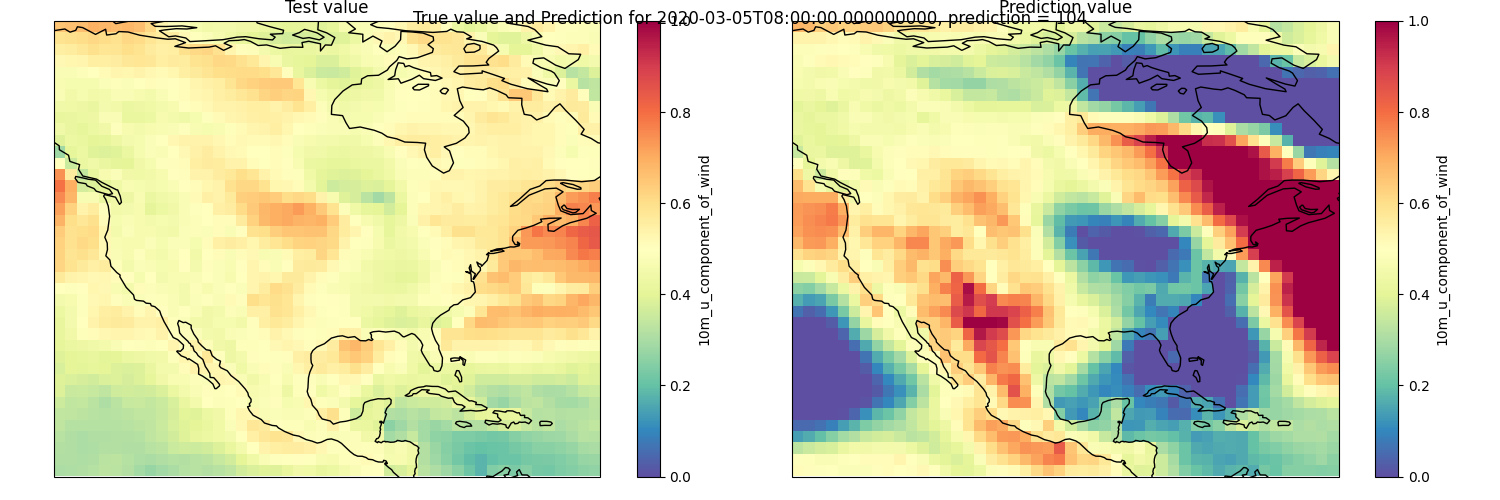 Test value
Prediction value
True value and Prediction for 2020-03-05T08:00:00.000000000, prediction = 104
1.0
0.8
0.6
0.4
0.2
0.0
10m_u_component_of_wind
1.0
0.8
0.6
0.4
0.2
0.0
10m_u_component_of_wind